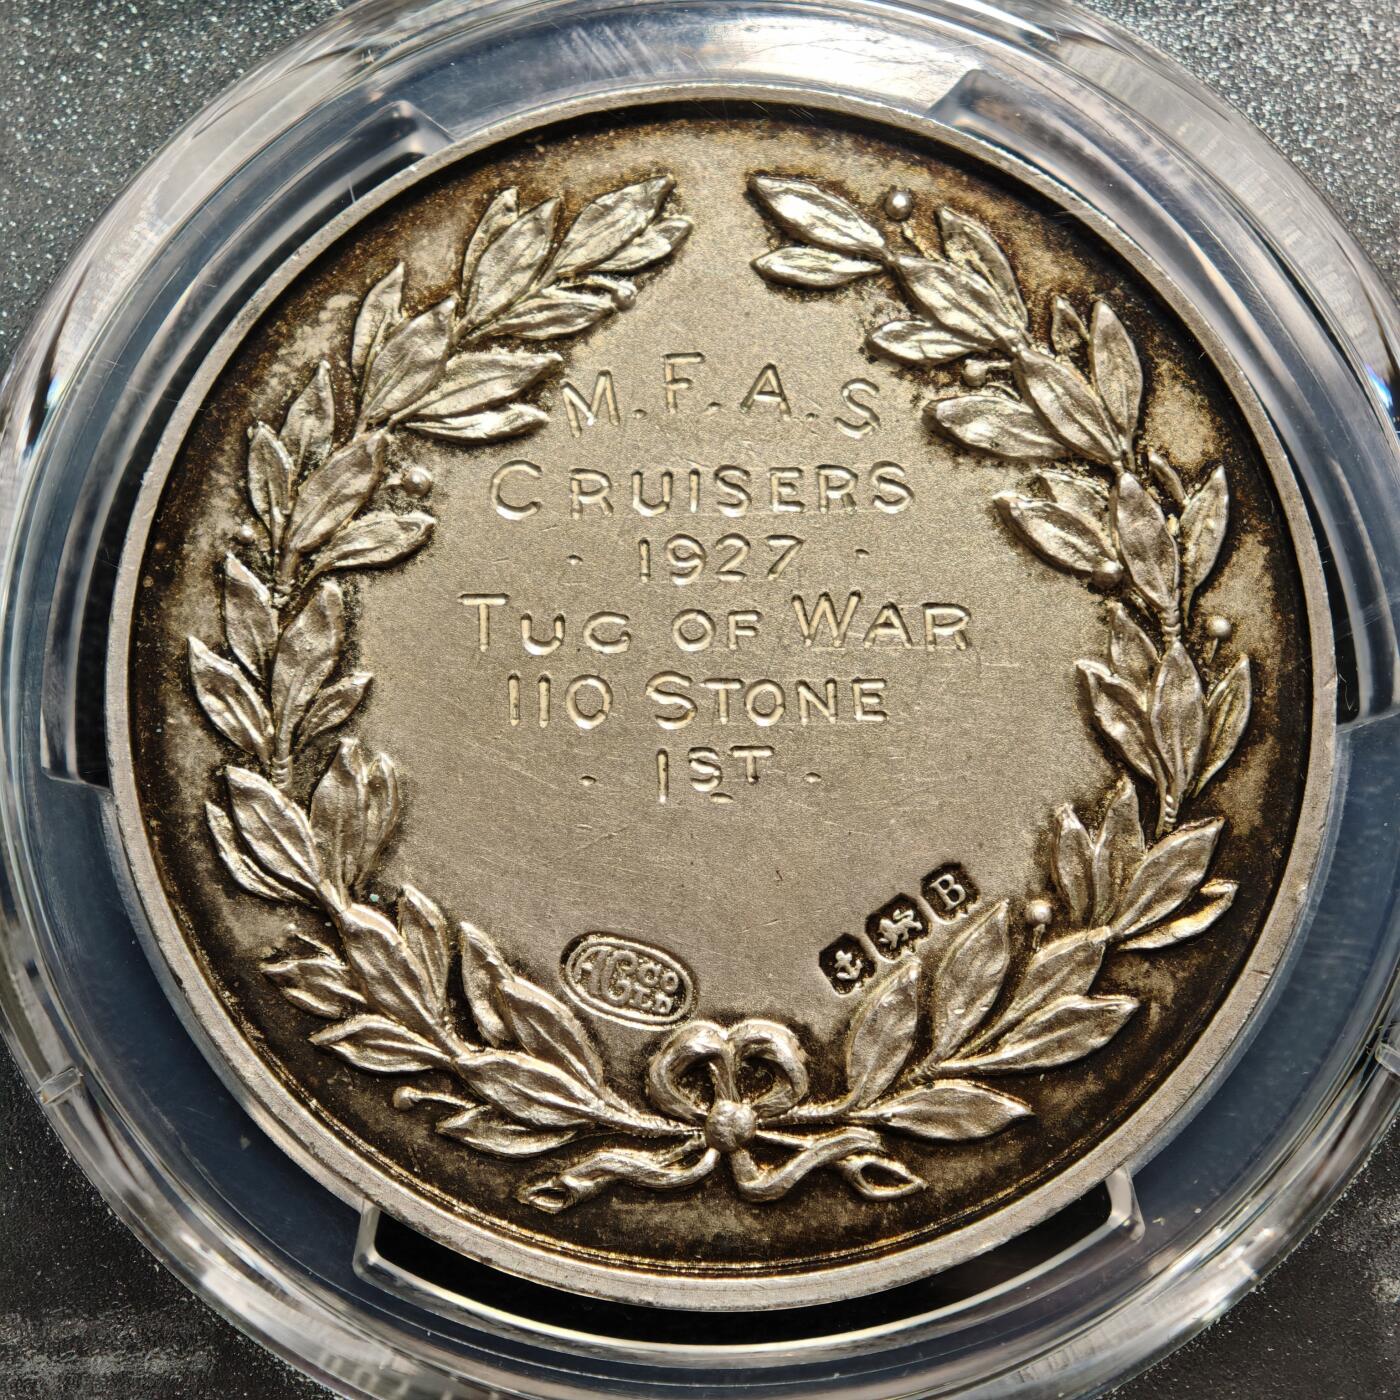 M.F.A.S
CRUISERS
· 1927 ·
TUG OF WAR
110 STONE
· 1ST ·
B